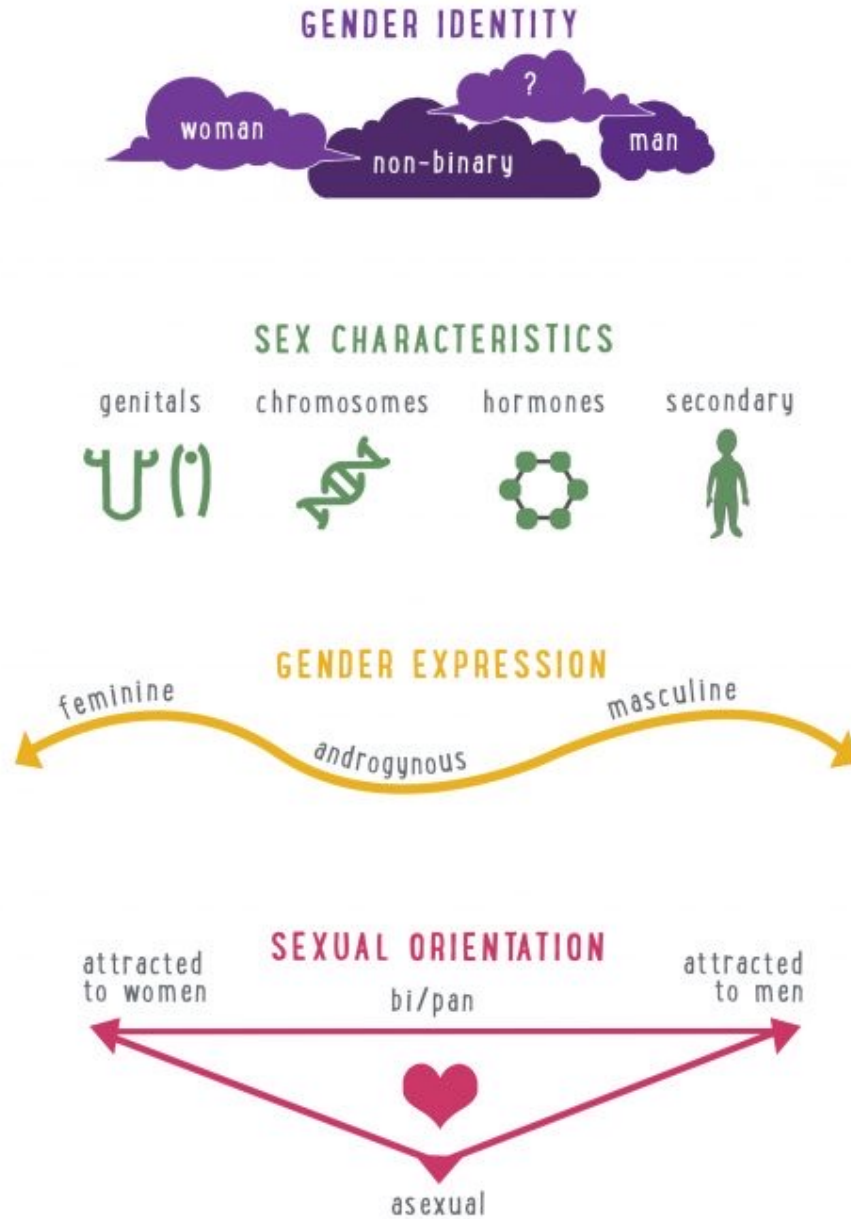 GENDER IDENTITY
woman
?
non-binary
man
SEX CHARACTERISTICS
genitals chromosomes hormones secondary
GENDER EXPRESSION
feminine
androgynous
masculine
SEXUAL ORIENTATION
attracted
to women
bi/pan
attracted
to men
asexual